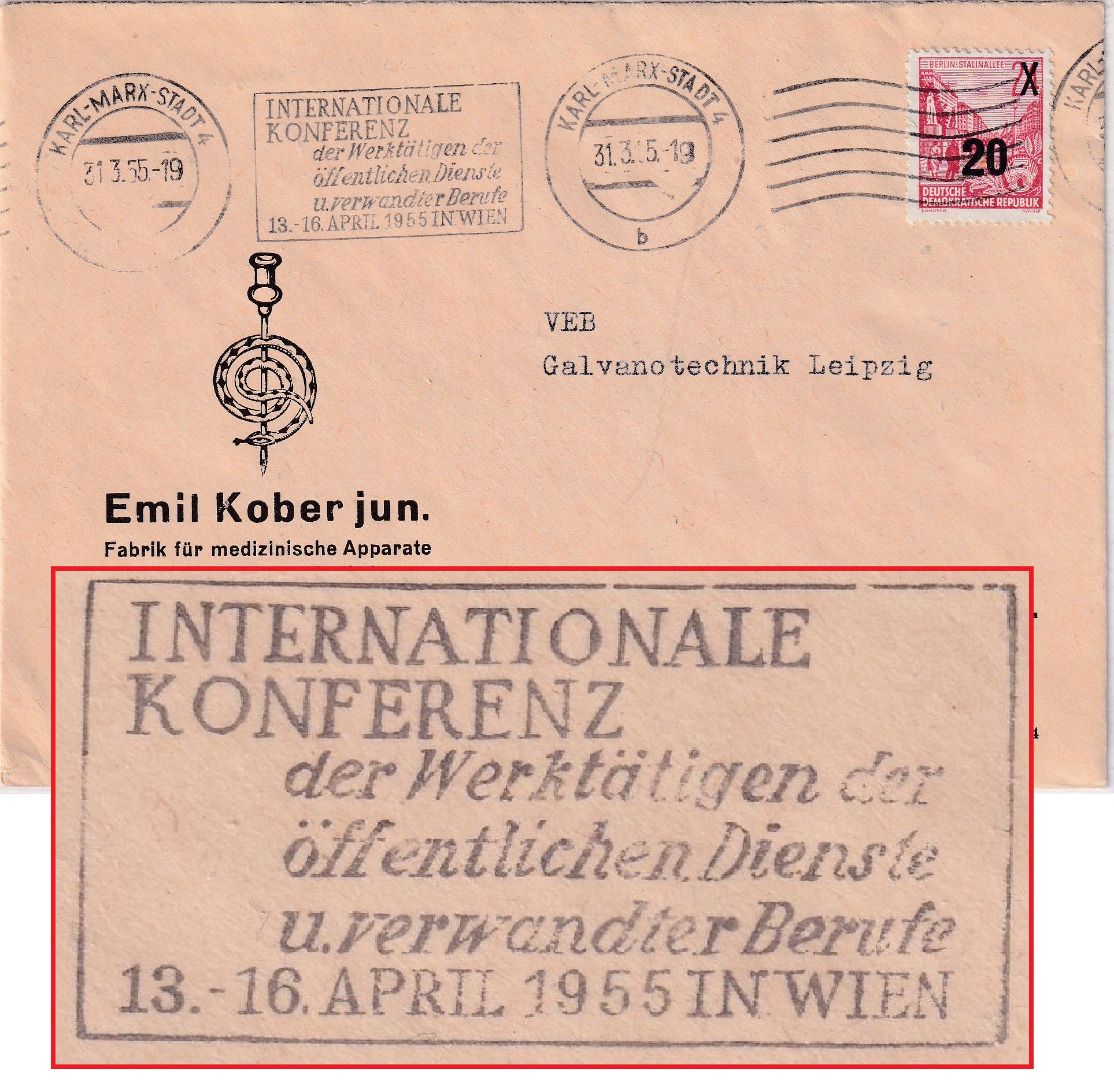 KARL-MARX-STADT 4
31.3.55.-19
INTERNATIONALE
KONFERENZ
der Werktätigen der
öffentlichen Dienste
u. verwandter Berufe
13.-16. APRIL 1955 IN WIEN
KARL-MARX-STADT 4
31.3. 5.-19
b
BERLIN: STALINALLEE
20
DEUTSCHE
DEMOKRATISCHE REPUBLIK
KARL-
VEB
Galvanotechnik Leipzig
Emil Kober jun.
Fabrik für medizinische Apparate
INTERNATIONALE
KONFERENZ
der Werktätigen der
öffentlichen Dienste
u. verwandter Berufe
13.-16. APRIL 1955 IN WIEN